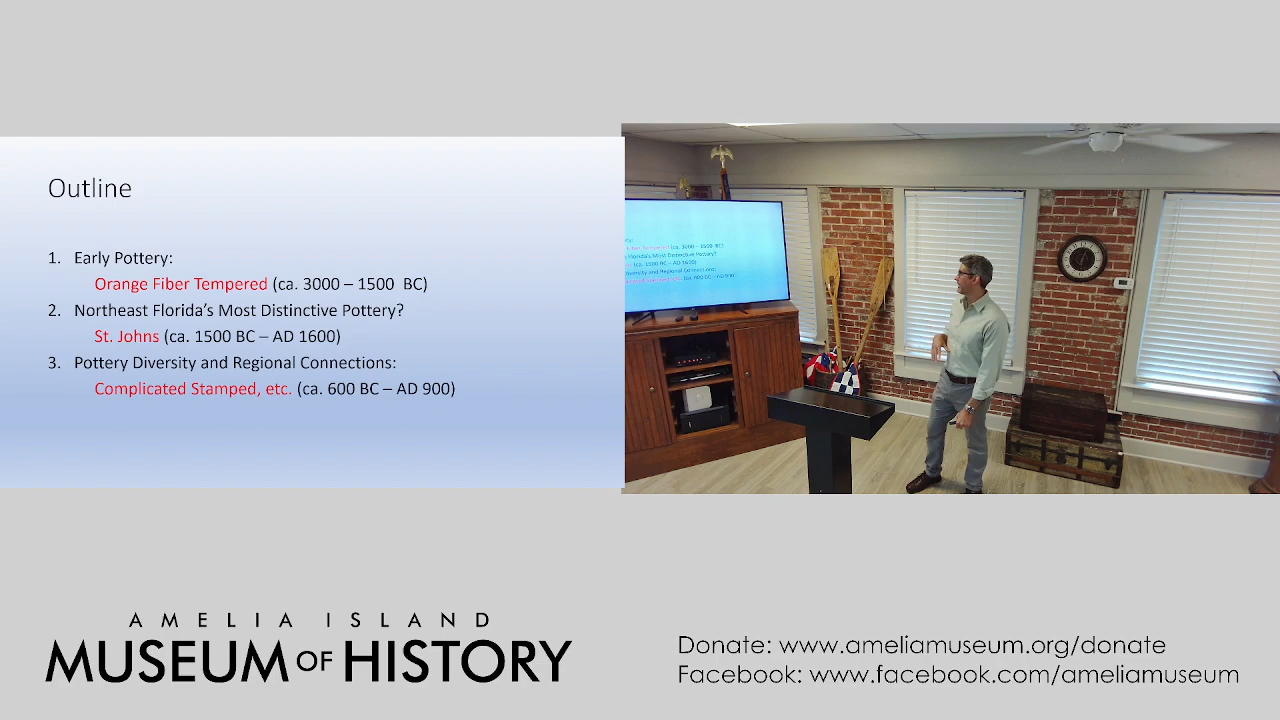 Outline
1. Early Pottery:
Orange Fiber Tempered (ca. 3000 – 1500 BC)
2. Northeast Florida's Most Distinctive Pottery?
St. Johns (ca. 1500 BC – AD 1600)
3. Pottery Diversity and Regional Connections:
Complicated Stamped, etc. (ca. 600 BC – AD 900)
AMELIA ISLAND
MUSEUM OF HISTORY
Donate: www.ameliamuseum.org/donate
Facebook: www.facebook.com/ameliamuseum